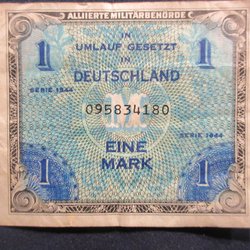 ALLIIERTE MILITÄRBEHÖRDE
1 IN 1
UMLAUF GESETZT
IN
DEUTSCHLAND
SERIE 1944
095834180
M
SERIE 1944
EINE
MARK
1 1